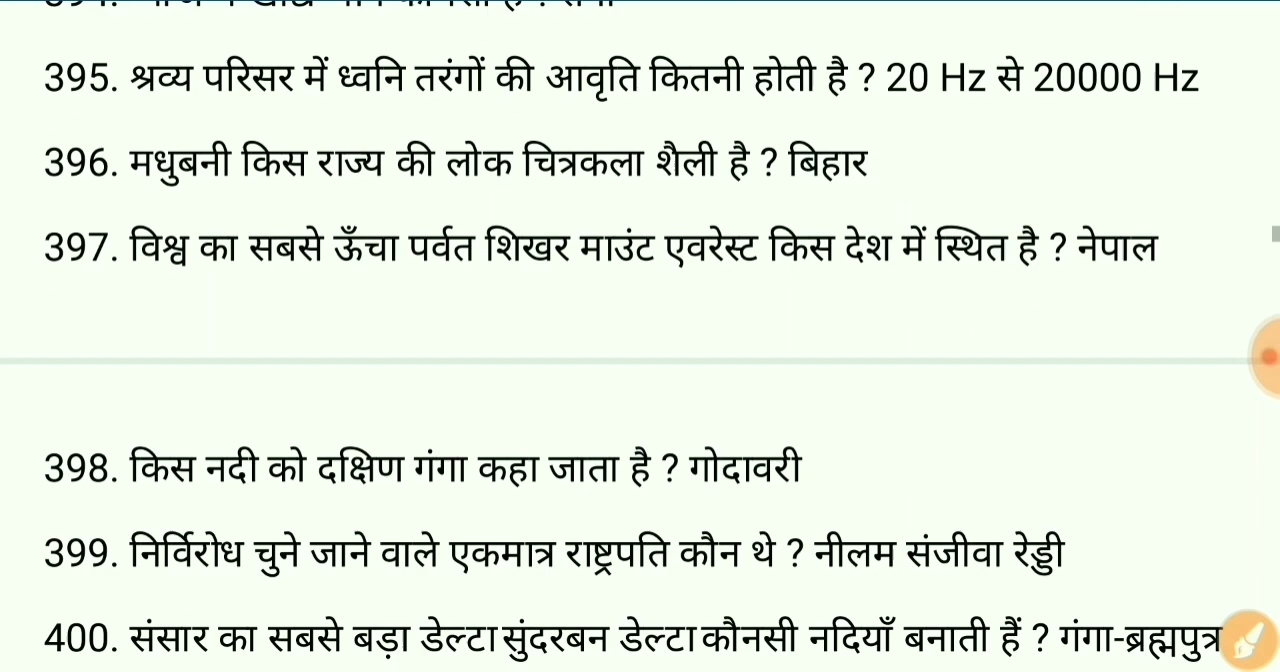 395. श्रव्य परिसर में ध्वनि तरंगों की आवृति कितनी होती है ? 20 Hz से 20000 Hz
396. मधुबनी किस राज्य की लोक चित्रकला शैली है ? बिहार
397. विश्व का सबसे ऊँचा पर्वत शिखर माउंट एवरेस्ट किस देश में स्थित है ? नेपाल
398. किस नदी को दक्षिण गंगा कहा जाता है ? गोदावरी
399. निर्विरोध चुने जाने वाले एकमात्र राष्ट्रपति कौन थे ? नीलम संजीवा रेड्डी
400. संसार का सबसे बड़ा डेल्टा सुंदरबन डेल्टा कौनसी नदियाँ बनाती हैं ? गंगा-ब्रह्मपुत्र